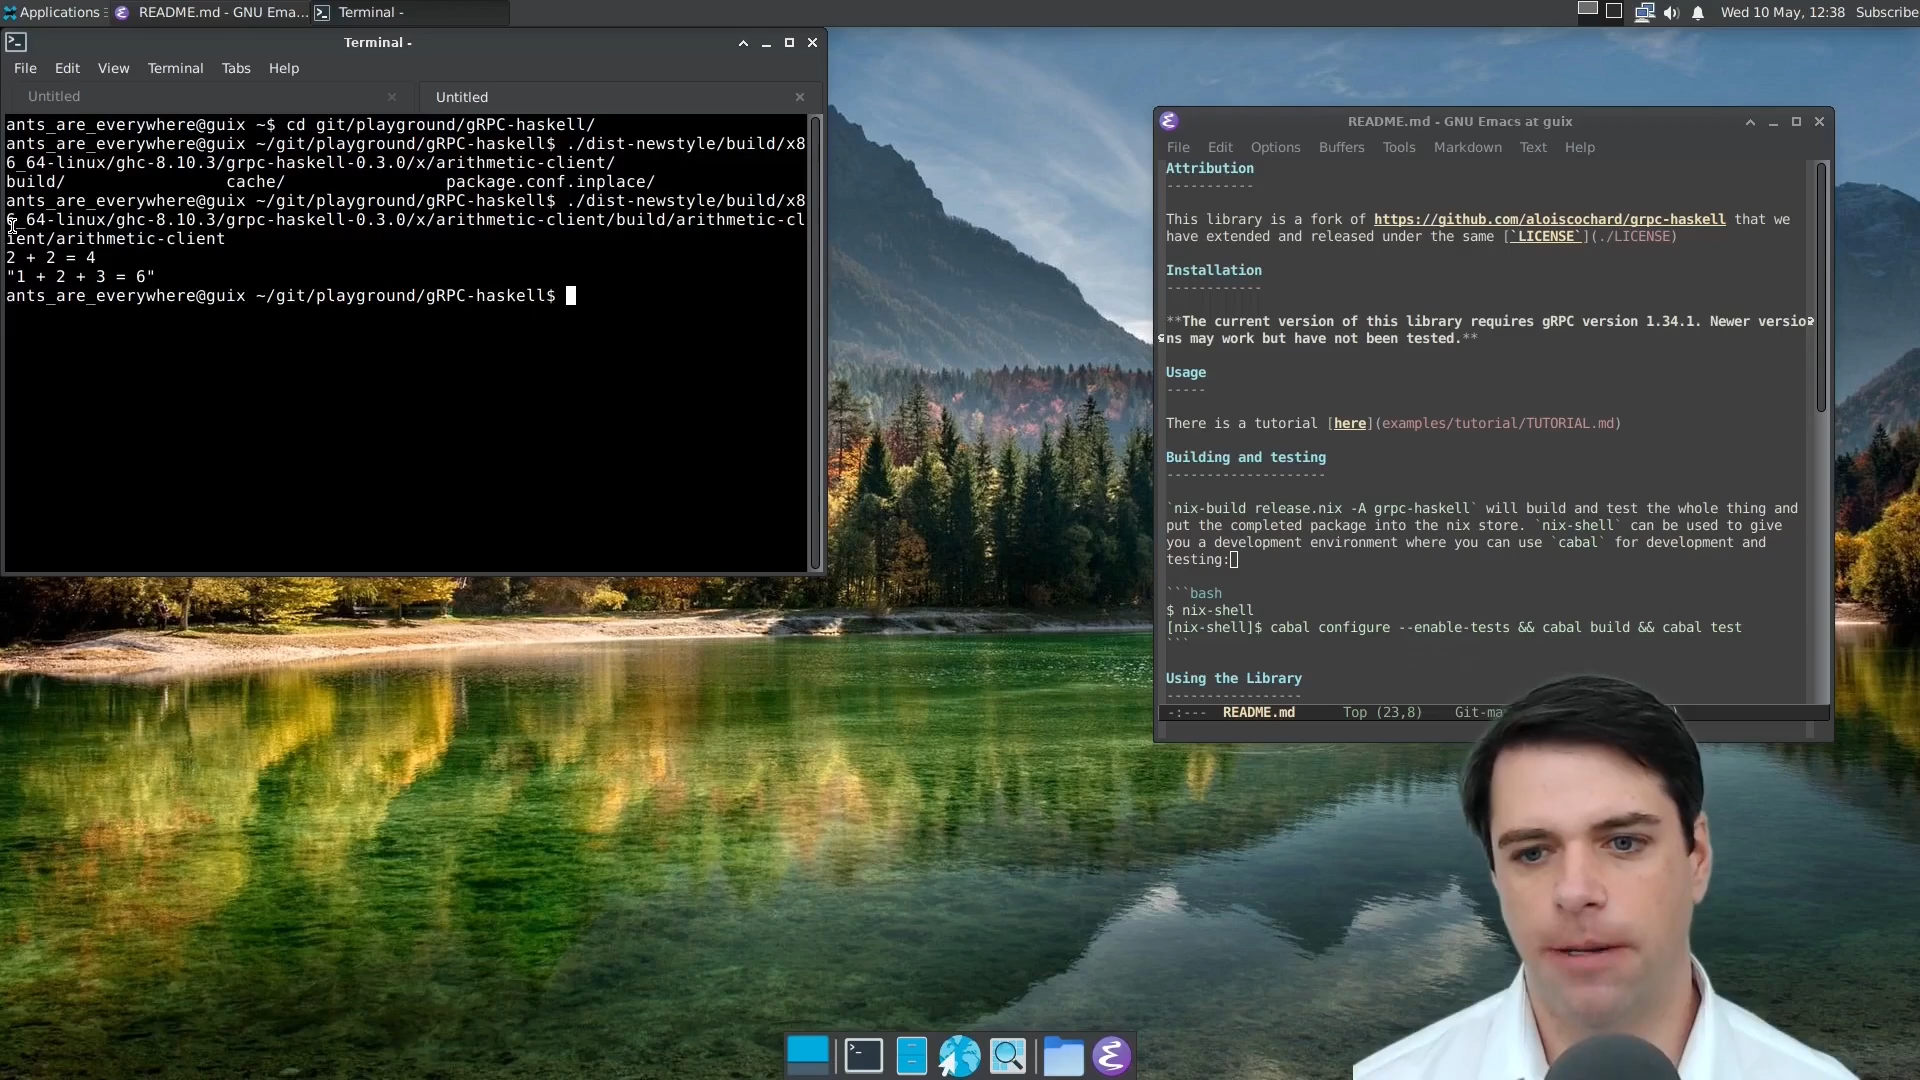 Applications
README.md - GNU Ema...
Terminal -
Wed 10 May, 12:38
Subscribe
Terminal -
File Edit View Terminal Tabs Help
Untitled
Untitled
ants_are_everywhere@guix ~$ cd git/playground/gRPC-haskell/
ants_are_everywhere@guix ~/git/playground/gRPC-haskell$ ./dist-newstyle/build/x8
6_64-linux/ghc-8.10.3/grpc-haskell-0.3.0/x/arithmetic-client/
build/ cache/ package.conf.inplace/
ants_are_everywhere@guix ~/git/playground/gRPC-haskell$ ./dist-newstyle/build/x8
6_64-linux/ghc-8.10.3/grpc-haskell-0.3.0/x/arithmetic-client/build/arithmetic-cl
ient/arithmetic-client
2 + 2 = 4
"1 + 2 + 3 = 6"
ants_are_everywhere@guix ~/git/playground/gRPC-haskell$
README.md - GNU Emacs at guix
File Edit Options Buffers Tools Markdown Text Help
Attribution
-----------
This library is a fork of https://github.com/aloiscochard/grpc-haskell that we
have extended and released under the same [`LICENSE`](./LICENSE)
Installation
------------
**The current version of this library requires gRPC version 1.34.1. Newer versio
ns may work but have not been tested.**
Usage
-----
There is a tutorial [here](examples/tutorial/TUTORIAL.md)
Building and testing
--------------------
`nix-build release.nix -A grpc-haskell` will build and test the whole thing and
put the completed package into the nix store. `nix-shell` can be used to give
you a development environment where you can use `cabal` for development and
testing:
```bash
$ nix-shell
[nix-shell]$ cabal configure --enable-tests && cabal build && cabal test
```
Using the Library
-----------------
-:--- README.md Top (23,8) Git-ma